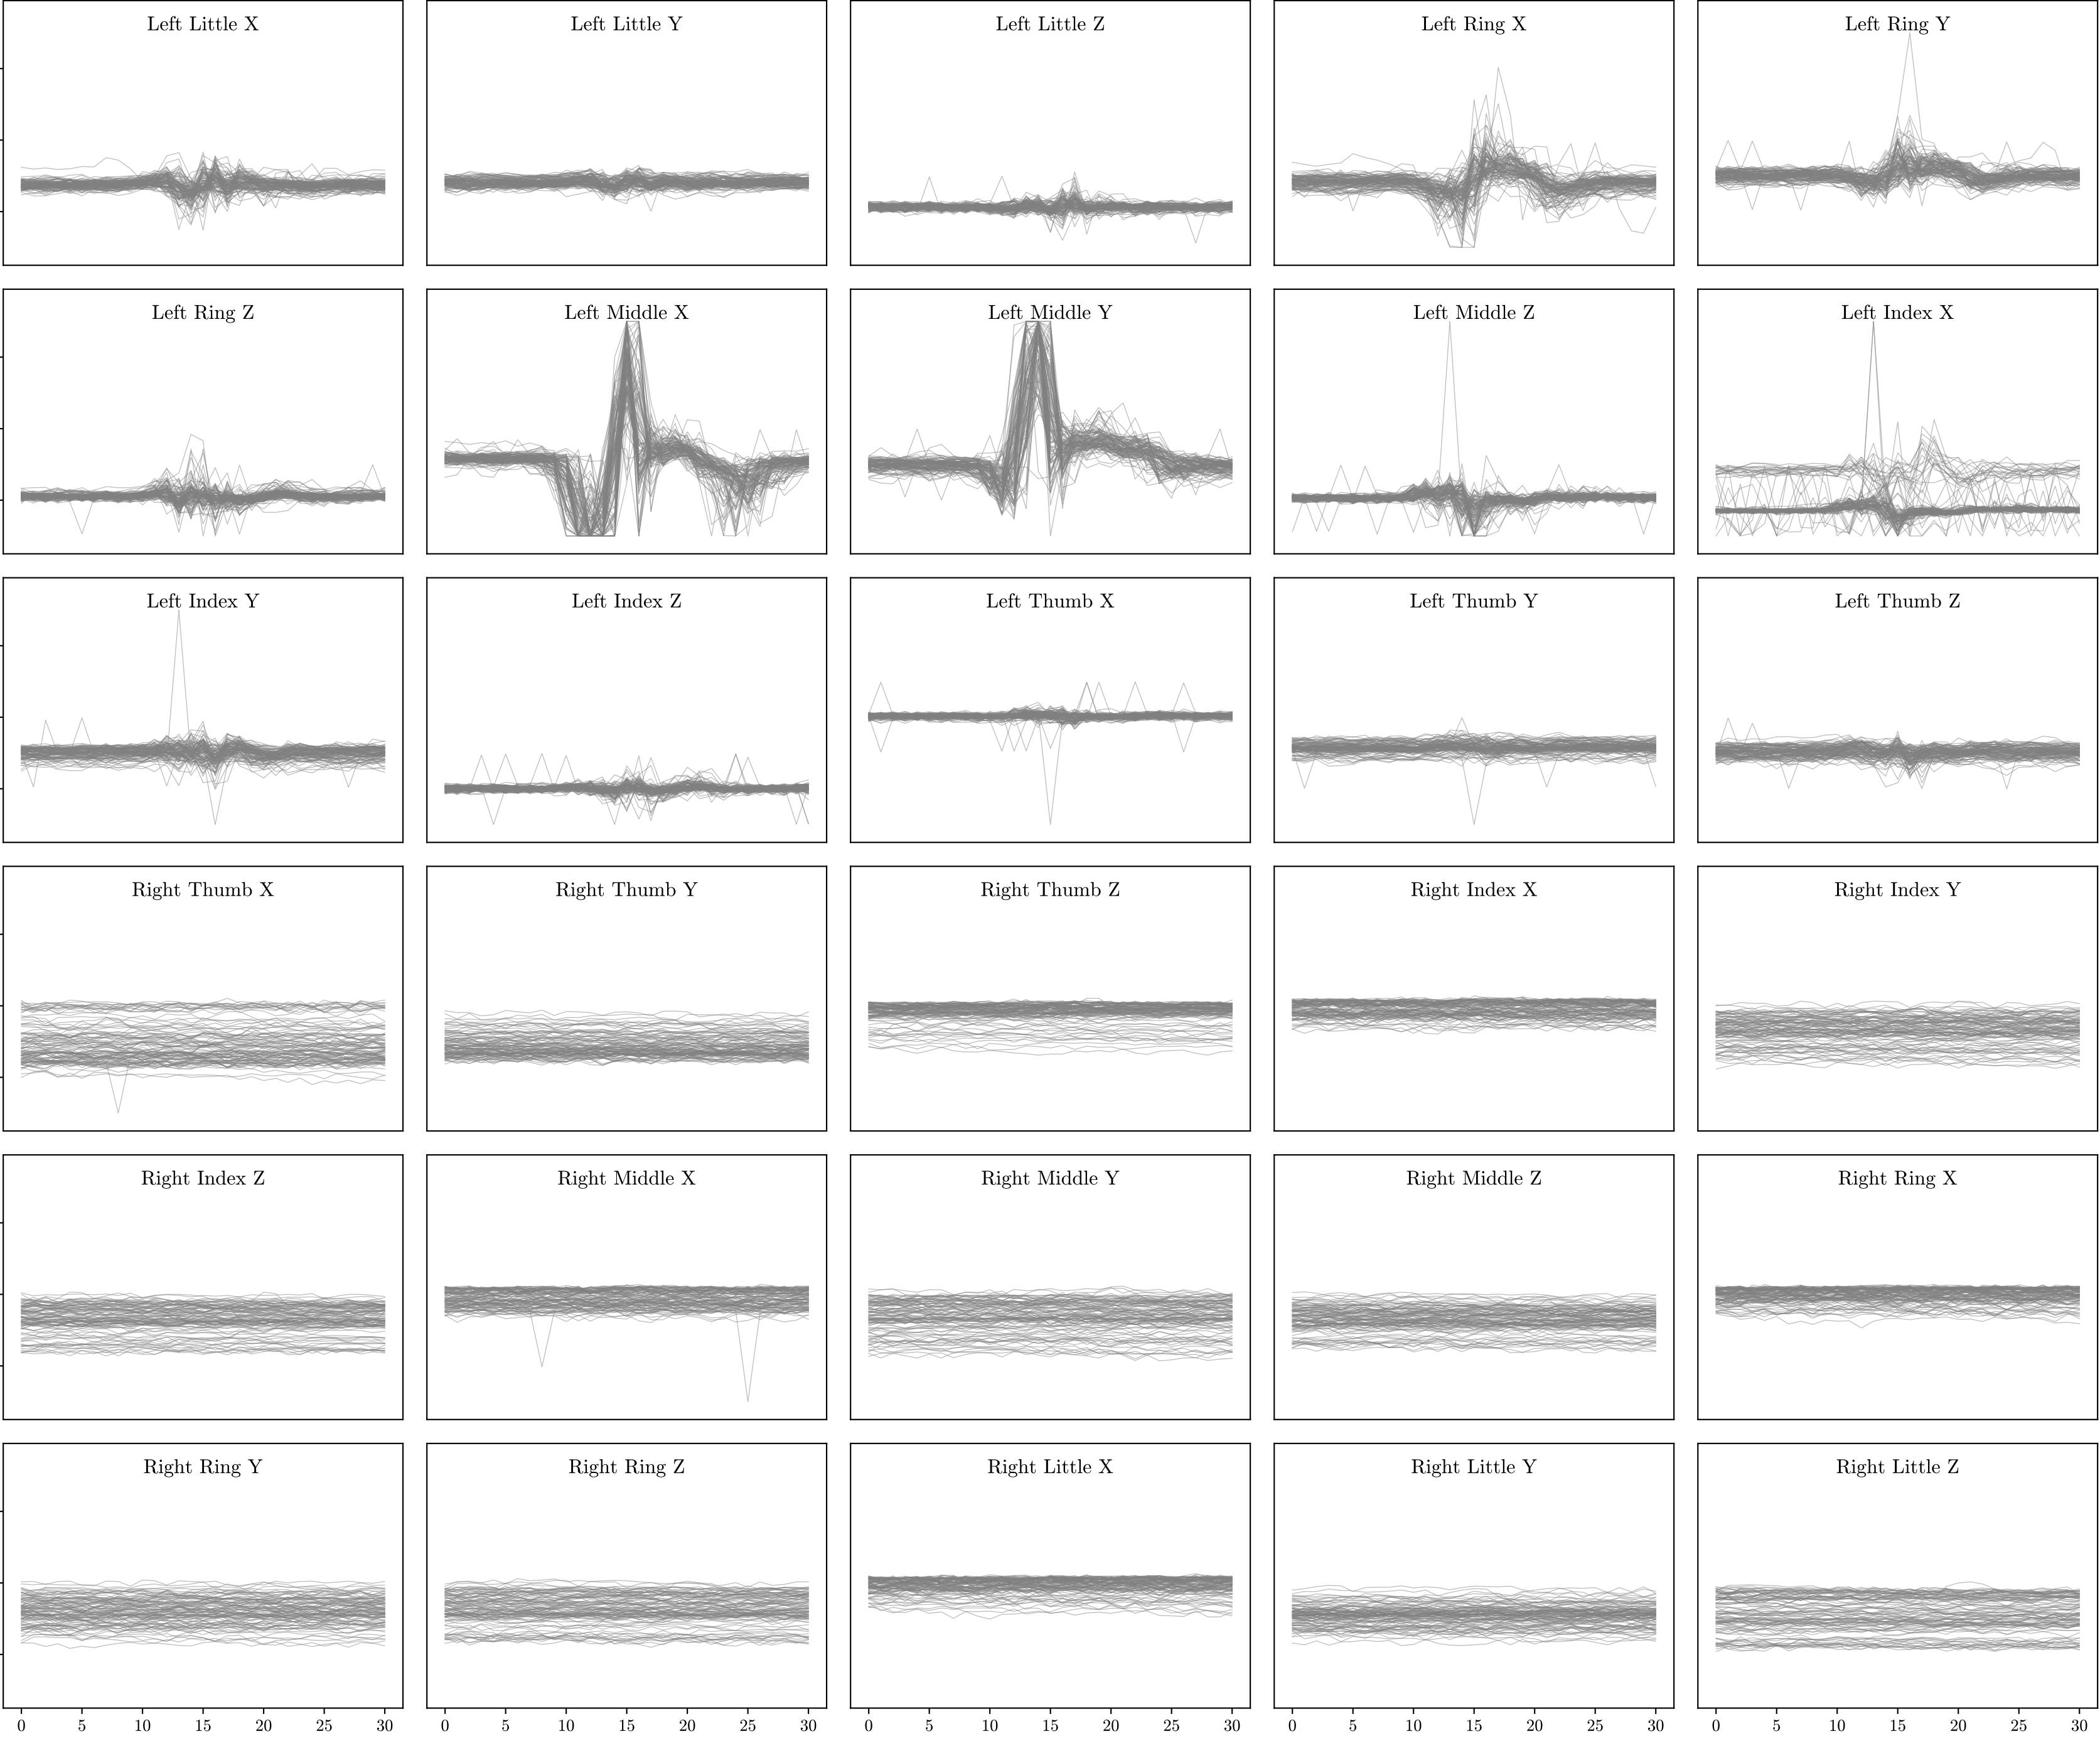 Left Little X Left Little Y Left Little Z Left Ring X Left Ring Y
Left Ring Z Left Middle X Left Middle Y Left Middle Z Left Index X
Left Index Y Left Index Z Left Thumb X Left Thumb Y Left Thumb Z
Right Thumb X Right Thumb Y Right Thumb Z Right Index X Right Index Y
Right Index Z Right Middle X Right Middle Y Right Middle Z Right Ring X
Right Ring Y Right Ring Z Right Little X Right Little Y Right Little Z
0 5 10 15 20 25 30 0 5 10 15 20 25 30 0 5 10 15 20 25 30 0 5 10 15 20 25 30 0 5 10 15 20 25 30